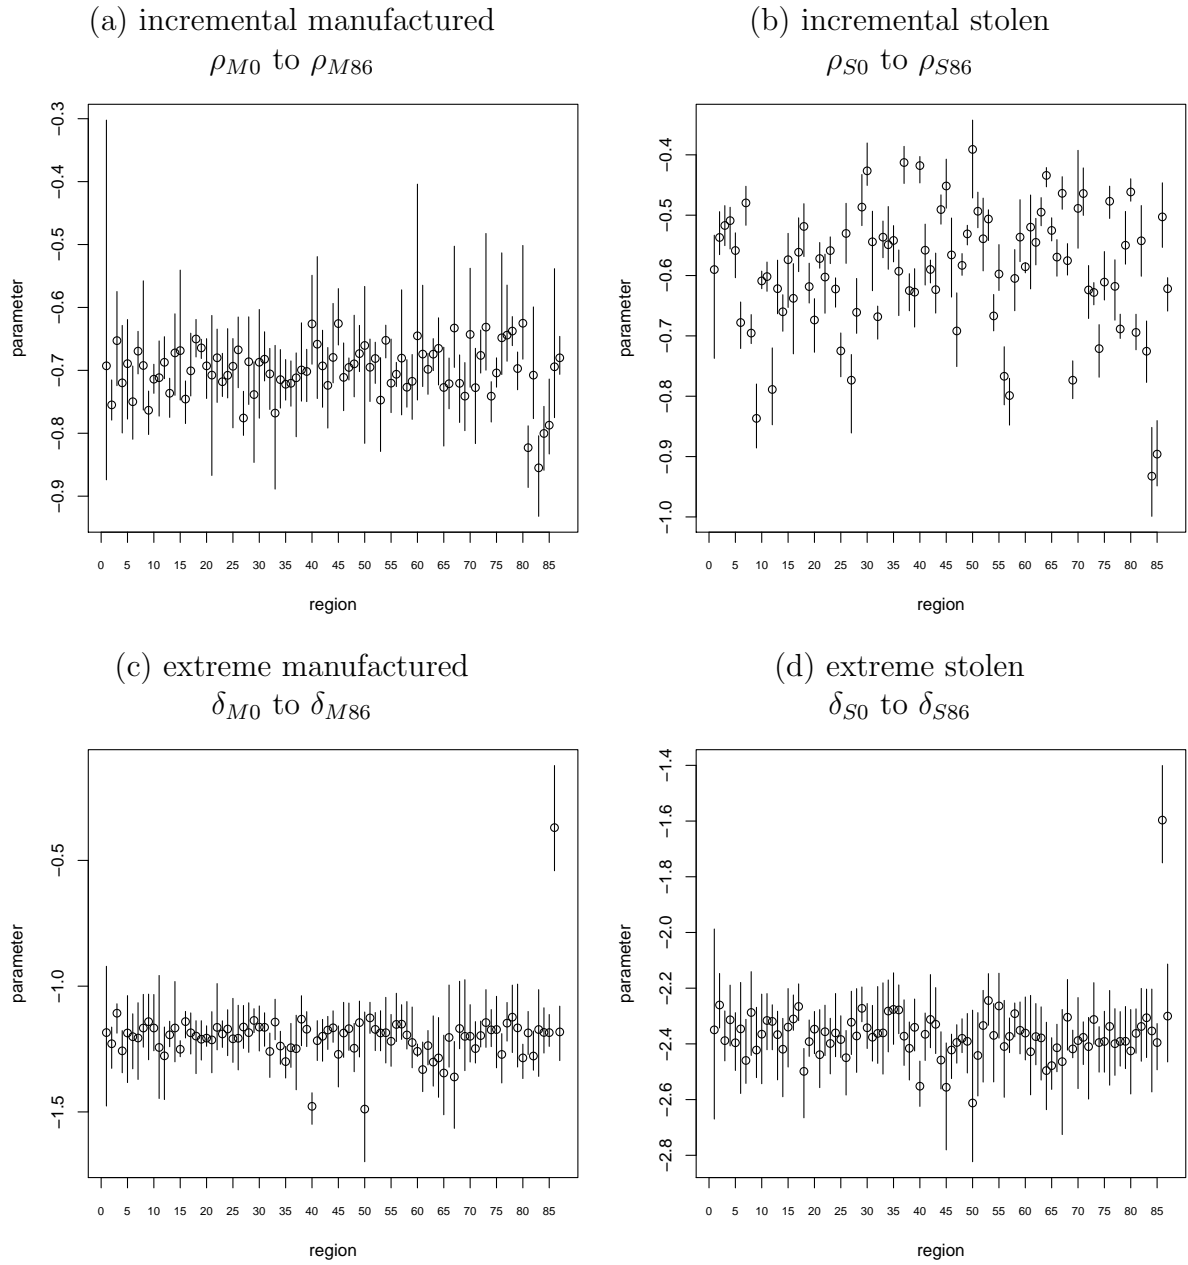 (a) incremental manufactured
ρM0 to ρM86
(b) incremental stolen
ρS0 to ρS86
−0.3
−0.4
−0.5
−0.6
−0.7
−0.8
−0.9
parameter
0 5 10 15 20 25 30 35 40 45 50 55 60 65 70 75 80 85
region
−0.4
−0.5
−0.6
−0.7
−0.8
−0.9
−1.0
parameter
0 5 10 15 20 25 30 35 40 45 50 55 60 65 70 75 80 85
region
(c) extreme manufactured
δM0 to δM86
(d) extreme stolen
δS0 to δS86
−0.5
−1.0
−1.5
parameter
0 5 10 15 20 25 30 35 40 45 50 55 60 65 70 75 80 85
region
−1.4
−1.6
−1.8
−2.0
−2.2
−2.4
−2.6
−2.8
parameter
0 5 10 15 20 25 30 35 40 45 50 55 60 65 70 75 80 85
region